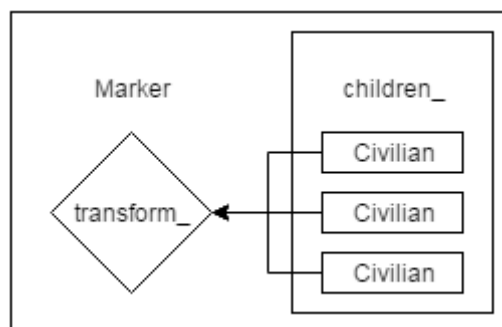 Marker
children_
transform_
Civilian
Civilian
Civilian